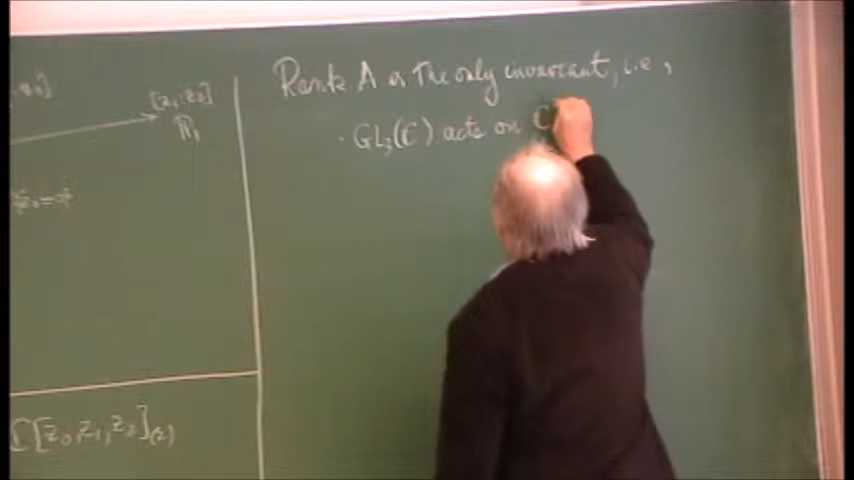 [z₁:z₂]
ℙ₁
ℂ[z₀,z₁,z₂]₍₂₎
Rank A is the only invariant, i.e,
· GL₃(ℂ) acts on ℂ